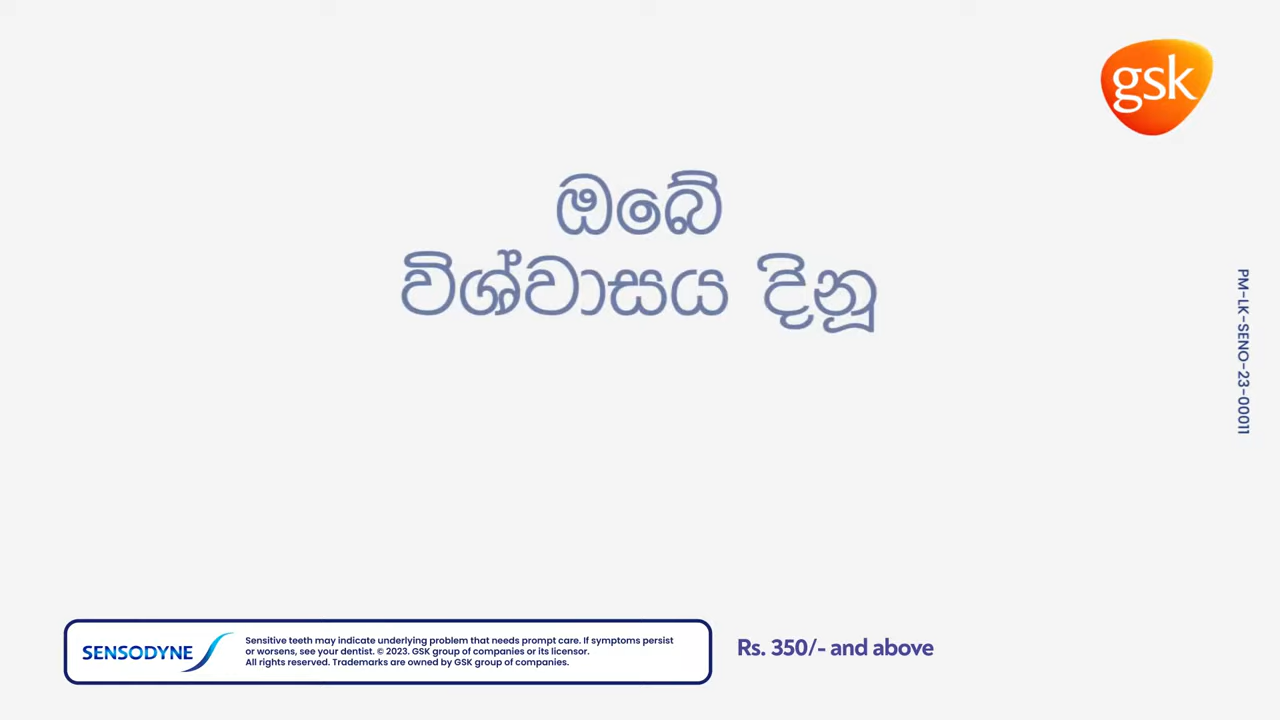 gsk
ඔබේ
විශ්වාසය දිනූ
PM-LK-SENO-23-00011
SENSODYNE
Sensitive teeth may indicate underlying problem that needs prompt care. If symptoms persist
or worsens, see your dentist. © 2023. GSK group of companies or its licensor.
All rights reserved. Trademarks are owned by GSK group of companies.
Rs. 350/- and above